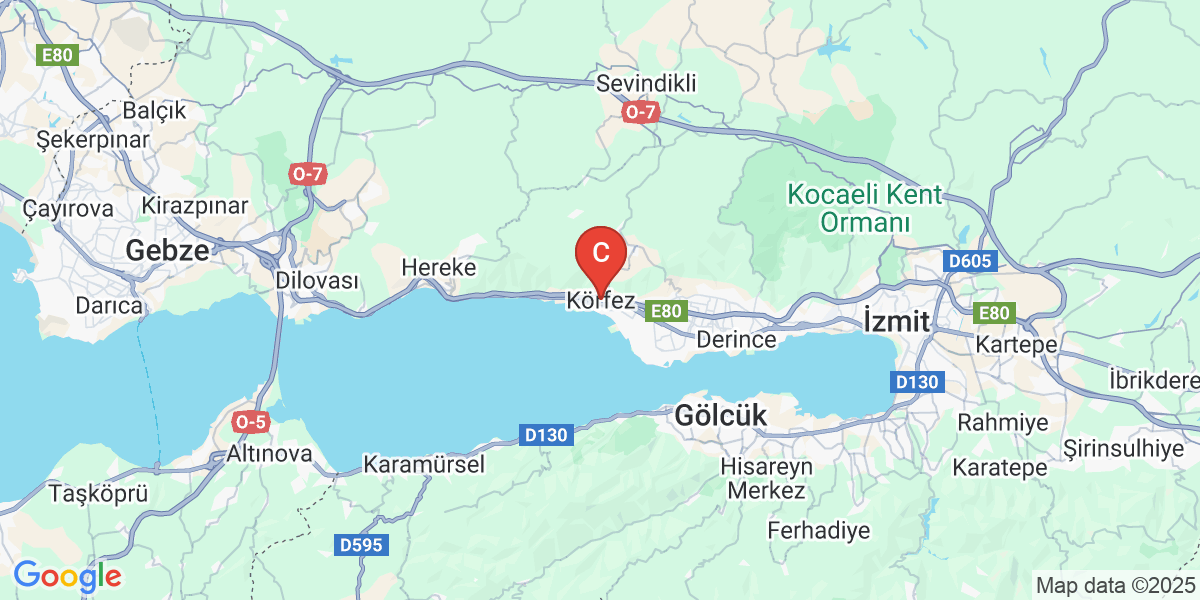 E80
Sevindikli
Balçık
O-7
Şekerpınar
O-7
Kocaeli Kent
Ormanı
Çayırova
Kirazpınar
Gebze
C
D605
Hereke
Dilovası
Körfez
Darıca
E80
E80
İzmit
Derince
Kartepe
D130
İbrikdere
Gölcük
O-5
Rahmiye
D130
Altınova
Şirinsulhiye
Karamürsel
Hisareyn
Merkez
Karatepe
Taşköprü
Ferhadiye
D595
Google
Map data ©2025